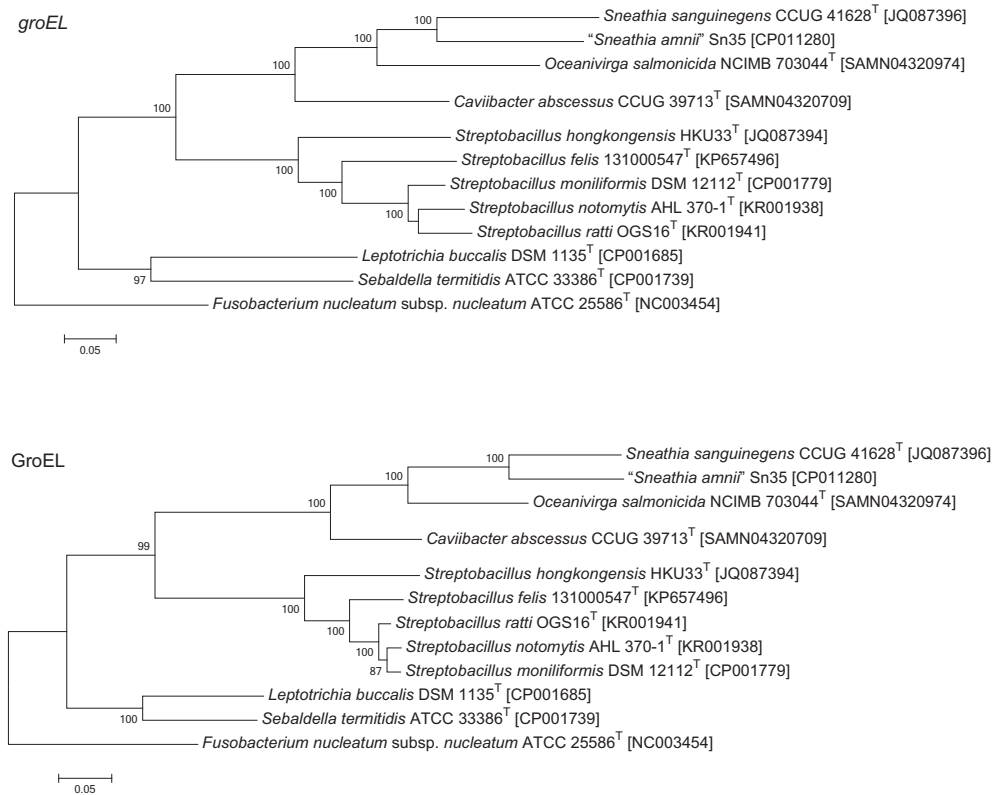 groEL
100
Sneathia sanguinegens CCUG 41628T [JQ087396]
"Sneathia amnii" Sn35 [CP011280]
100
Oceanivirga salmonicida NCIMB 703044T [SAMN04320974]
100
Caviibacter abscessus CCUG 39713T [SAMN04320709]
100
Streptobacillus hongkongensis HKU33T [JQ087394]
100
Streptobacillus felis 131000547T [KP657496]
100
Streptobacillus moniliformis DSM 12112T [CP001779]
100
Streptobacillus notomytis AHL 370-1T [KR001938]
Streptobacillus ratti OGS16T [KR001941]
Leptotrichia buccalis DSM 1135T [CP001685]
97
Sebaldella termitidis ATCC 33386T [CP001739]
Fusobacterium nucleatum subsp. nucleatum ATCC 25586T [NC003454]
0.05
GroEL
100
Sneathia sanguinegens CCUG 41628T [JQ087396]
"Sneathia amnii" Sn35 [CP011280]
100
Oceanivirga salmonicida NCIMB 703044T [SAMN04320974]
100
Caviibacter abscessus CCUG 39713T [SAMN04320709]
99
Streptobacillus hongkongensis HKU33T [JQ087394]
100
Streptobacillus felis 131000547T [KP657496]
100
Streptobacillus ratti OGS16T [KR001941]
100
Streptobacillus notomytis AHL 370-1T [KR001938]
87
Streptobacillus moniliformis DSM 12112T [CP001779]
Leptotrichia buccalis DSM 1135T [CP001685]
100
Sebaldella termitidis ATCC 33386T [CP001739]
Fusobacterium nucleatum subsp. nucleatum ATCC 25586T [NC003454]
0.05